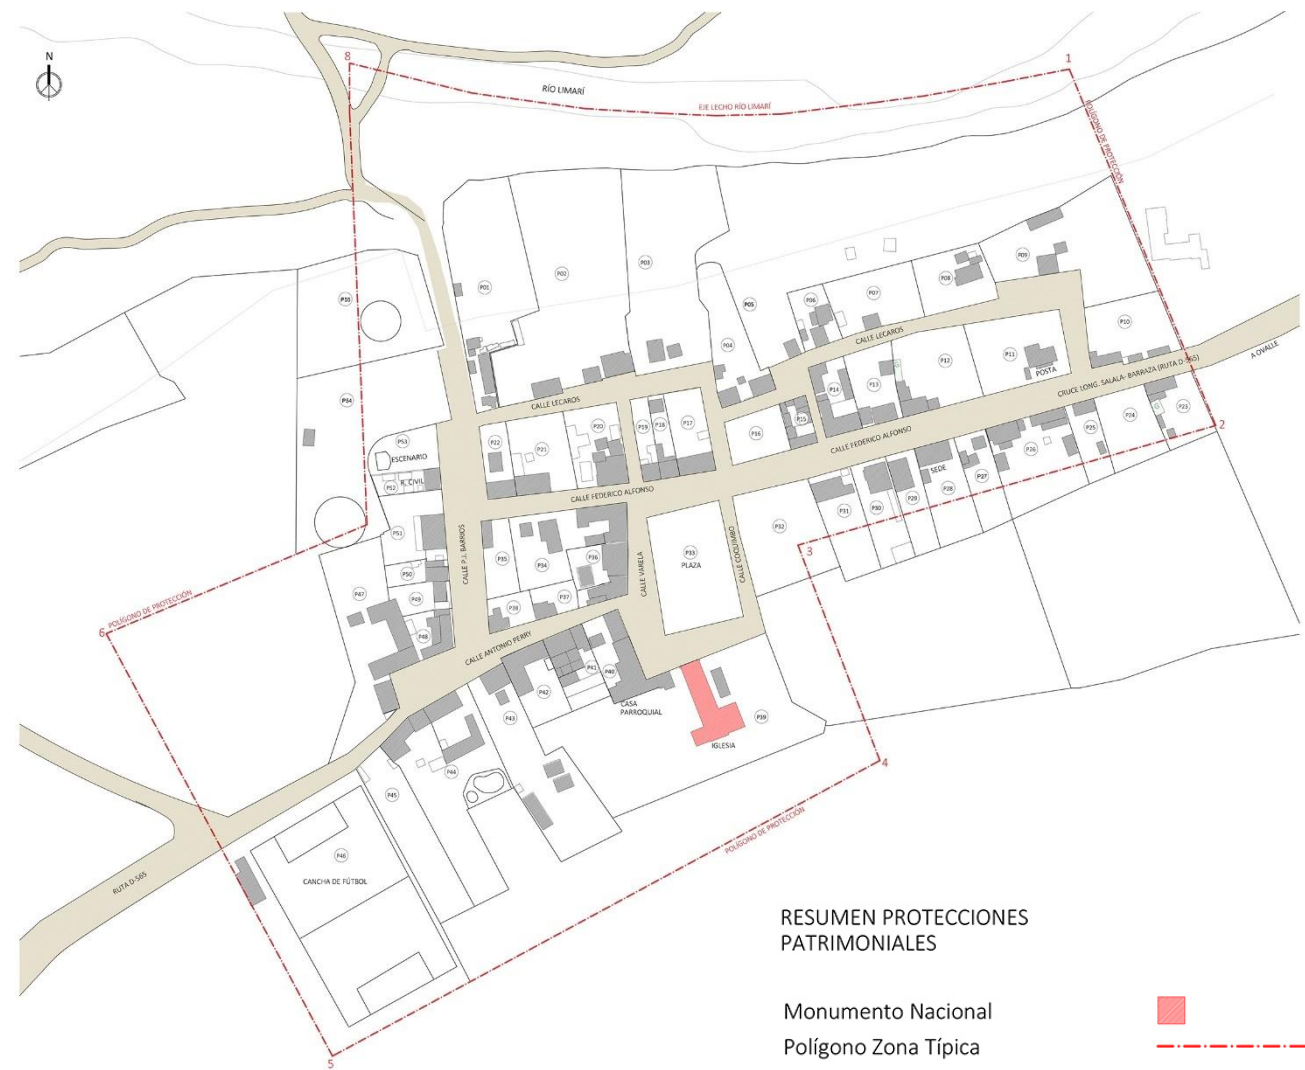 N
8
1
RÍO LIMARÍ
EJE LECHO RÍO LIMARÍ
POLÍGONO DE PROTECCIÓN
P01
P02
P03
P05
P06
P07
P08
P09
P10
P04
CALLE LECAROS
P11
POSTA
P12
P13
P14
G
CRUCE LONG. SALALA- BARRAZA (RUTA D-565)
A OVALLE
P54
P53
ESCENARIO
P52
R. CIVIL
CALLE LECAROS
P22
P21
P20
P19
P18
P17
P16
P15
CALLE FEDERICO ALFONSO
P23
G
P24
P25
P26
2
CALLE FEDERICO ALFONSO
SEDE
P27
P28
P29
P30
P31
P32
3
P51
P50
P49
P48
P47
CALLE P.J. BARRIOS
P35
P34
P36
P38
P37
CALLE VARELA
P33
PLAZA
CALLE COQUIMBO
6
POLÍGONO DE PROTECCIÓN
CALLE ANTONIO PERRY
P41
P40
P42
P43
CASA
PARROQUIAL
P39
IGLESIA
4
P44
P45
POLÍGONO DE PROTECCIÓN
P46
CANCHA DE FÚTBOL
RUTA D-565
5
RESUMEN PROTECCIONES
PATRIMONIALES
Monumento Nacional
Polígono Zona Típica